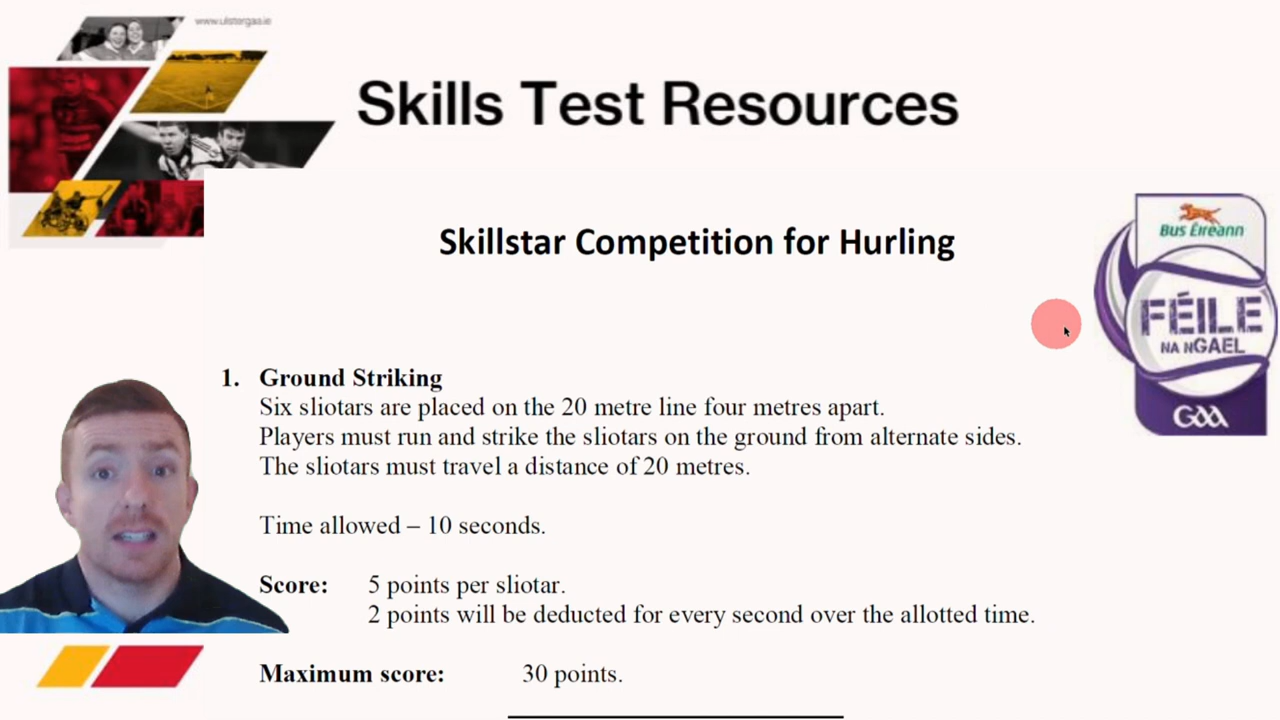 www.ulstergaa.ie
Skills Test Resources
Skillstar Competition for Hurling
Bus Éireann
FÉILE
NA NGAEL
GAA
1. Ground Striking
Six sliotars are placed on the 20 metre line four metres apart.
Players must run and strike the sliotars on the ground from alternate sides.
The sliotars must travel a distance of 20 metres.
Time allowed – 10 seconds.
Score: 5 points per sliotar.
2 points will be deducted for every second over the allotted time.
Maximum score: 30 points.